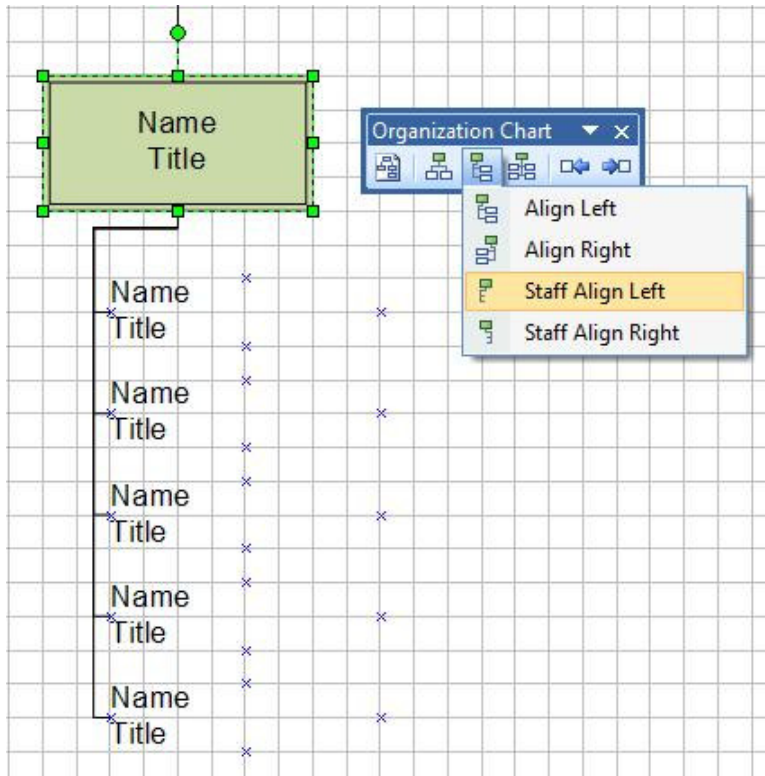 Name
Title
Organization Chart
Align Left
Align Right
Staff Align Left
Staff Align Right
Name
Title
Name
Title
Name
Title
Name
Title
Name
Title